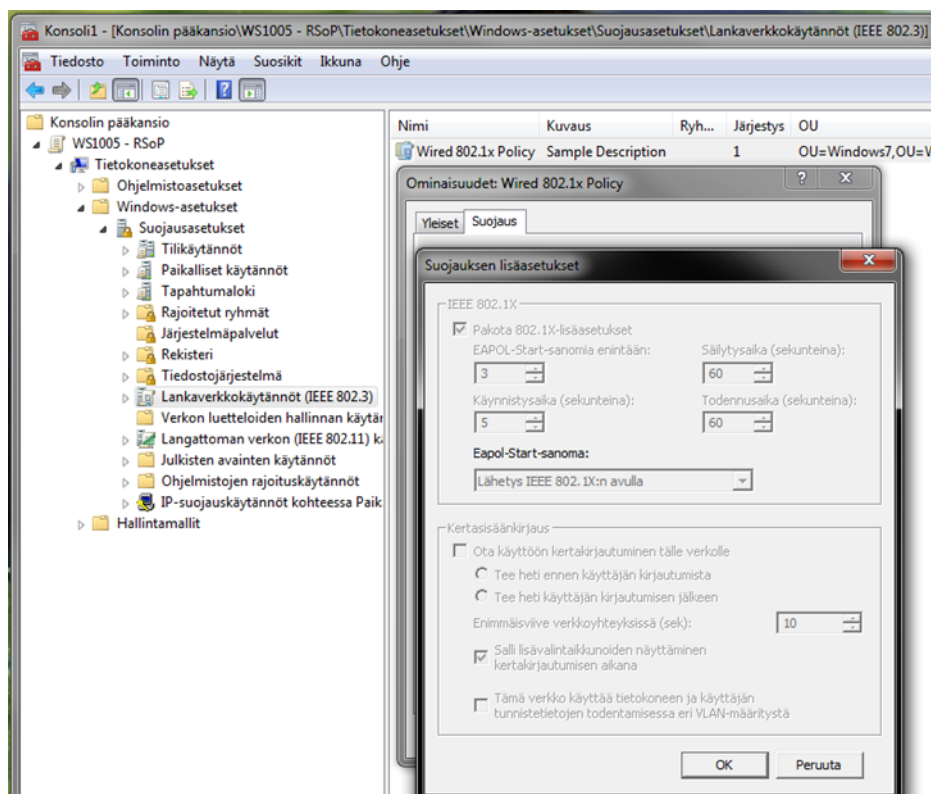 Konsoli1 - [Konsolin pääkansio\WS1005 - RSoP\Tietokoneasetukset\Windows-asetukset\Suojausasetukset\Lankaverkkokäytännöt (IEEE 802.3)]
Tiedosto Toiminto Näytä Suosikit Ikkuna Ohje
Konsolin pääkansio
WS1005 - RSoP
Tietokoneasetukset
Ohjelmistoasetukset
Windows-asetukset
Suojausasetukset
Tilikäytännöt
Paikalliset käytännöt
Tapahtumaloki
Rajoitetut ryhmät
Järjestelmäpalvelut
Rekisteri
Tiedostojärjestelmä
Lankaverkkokäytännöt (IEEE 802.3)
Verkon luetteloiden hallinnan käytän
Langattoman verkon (IEEE 802.11) kä
Julkisten avainten käytännöt
Ohjelmistojen rajoituskäytännöt
IP-suojauskäytännöt kohteessa Paik
Hallintamallit
Nimi Kuvaus Ryh... Järjestys OU
Wired 802.1x Policy Sample Description 1 OU=Windows7,OU=W
Ominaisuudet: Wired 802.1x Policy
Yleiset Suojaus
Suojauksen lisäasetukset
IEEE 802.1X
Pakota 802.1X-lisäasetukset
EAPOL-Start-sanomia enintään: Säilytysaika (sekunteina):
3 60
Käynnistysaika (sekunteina): Todennusaika (sekunteina):
5 60
Eapol-Start-sanoma:
Lähetys IEEE 802.1X:n avulla
Kertasisäänkirjaus
Ota käyttöön kertakirjautuminen tälle verkolle
Tee heti ennen käyttäjän kirjautumista
Tee heti käyttäjän kirjautumisen jälkeen
Enimmäisviive verkkoyhteyksissä (sek): 10
Salli lisävalintaikkunoiden näyttäminen
kertakirjautumisen aikana
Tämä verkko käyttää tietokoneen ja käyttäjän
tunnistetietojen todentamisessa eri VLAN-määritystä
OK Peruuta